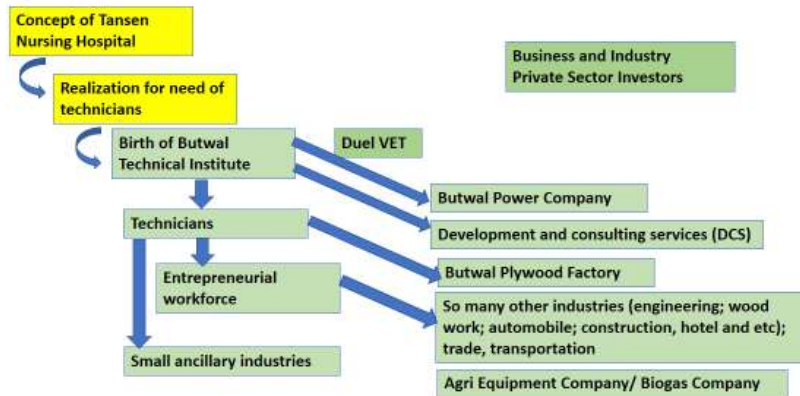 Concept of Tansen
Nursing Hospital
Business and Industry
Private Sector Investors
Realization for need of
technicians
Birth of Butwal
Technical Institute
Duel VET
Butwal Power Company
Technicians
Development and consulting services (DCS)
Entrepreneurial
workforce
Butwal Plywood Factory
So many other industries (engineering; wood
work; automobile; construction, hotel and etc);
trade, transportation
Small ancillary industries
Agri Equipment Company/ Biogas Company